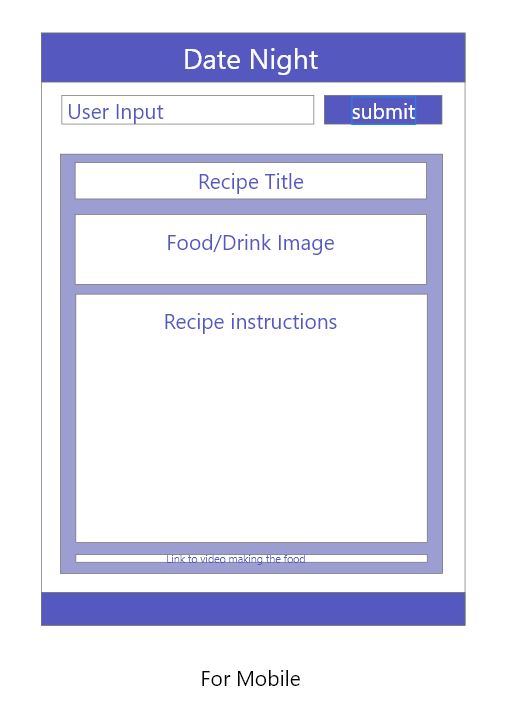 Date Night
User Input
submit
Recipe Title
Food/Drink Image
Recipe instructions
Link to video making the food
For Mobile